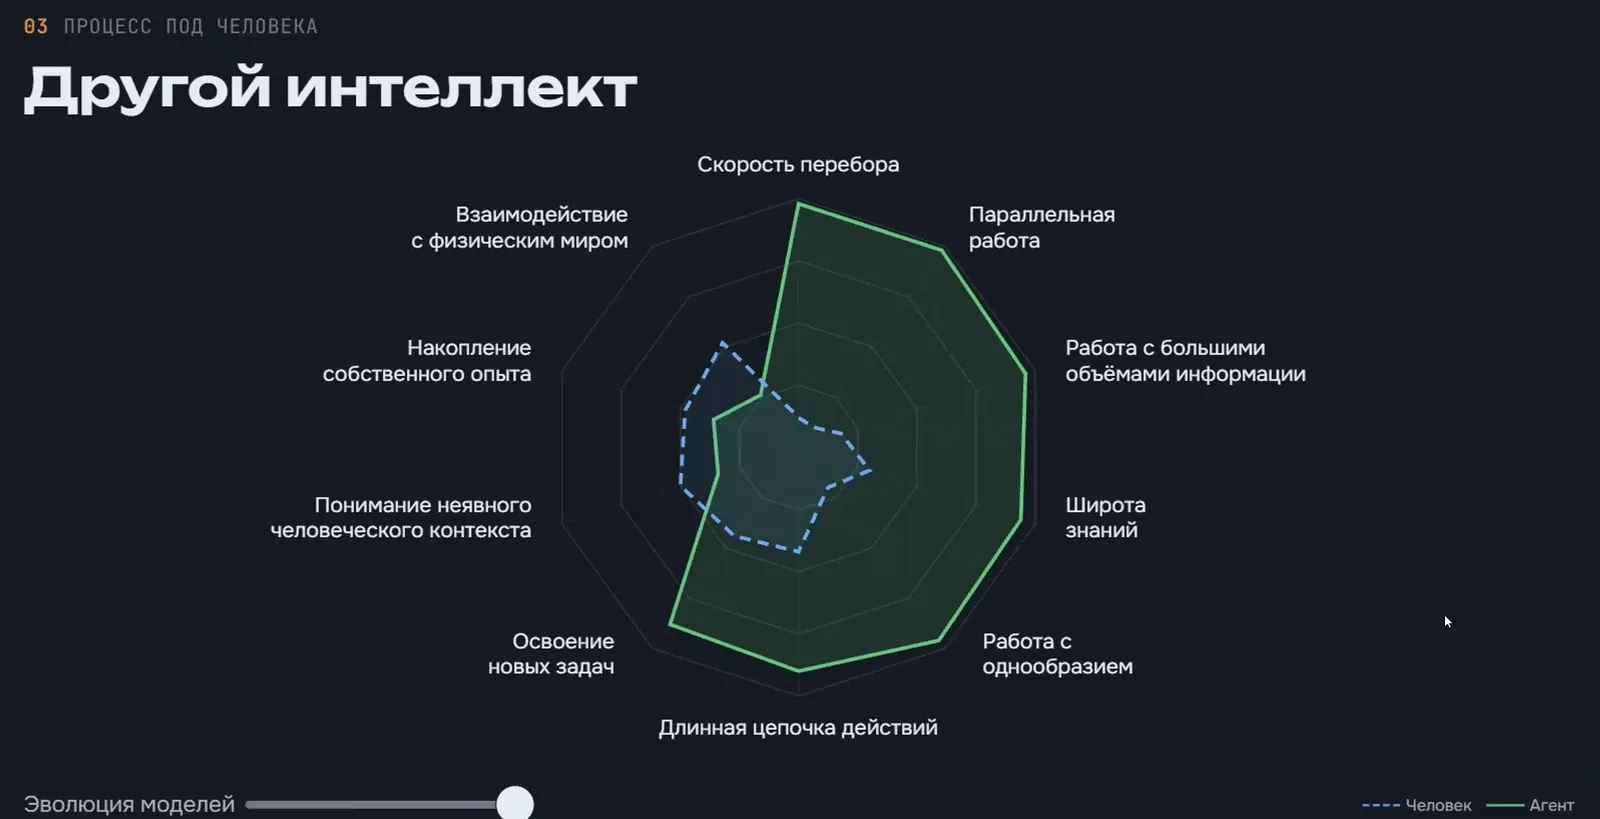 03 ПРОЦЕСС ПОД ЧЕЛОВЕКА
Другой интеллект
Скорость перебора
Взаимодействие
с физическим миром
Параллельная
работа
Накопление
собственного опыта
Работа с большими
объёмами информации
Понимание неявного
человеческого контекста
Широта
знаний
Освоение
новых задач
Работа с
однообразием
Длинная цепочка действий
Эволюция моделей
Человек
Агент